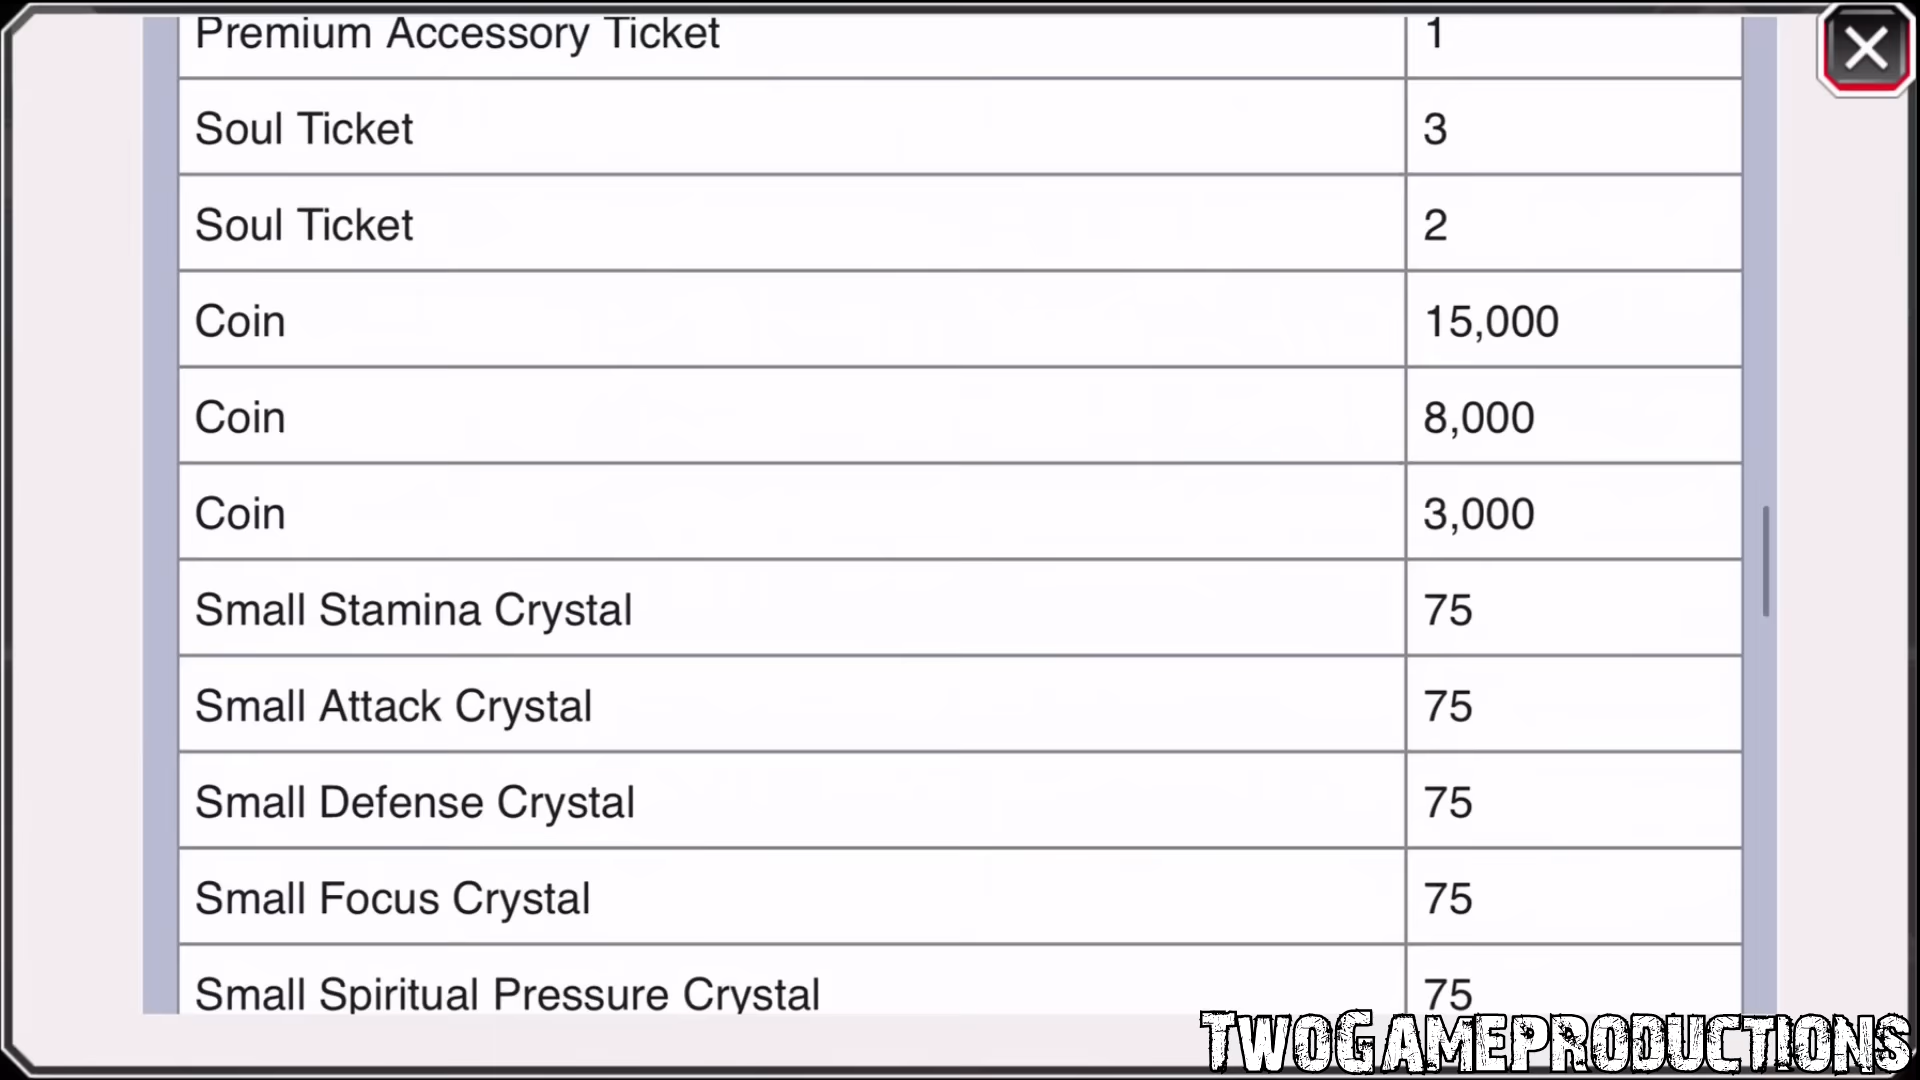 Premium Accessory Ticket 1
Soul Ticket 3
Soul Ticket 2
Coin 15,000
Coin 8,000
Coin 3,000
Small Stamina Crystal 75
Small Attack Crystal 75
Small Defense Crystal 75
Small Focus Crystal 75
Small Spiritual Pressure Crystal 75
TWOGAMEPRODUCTIONS